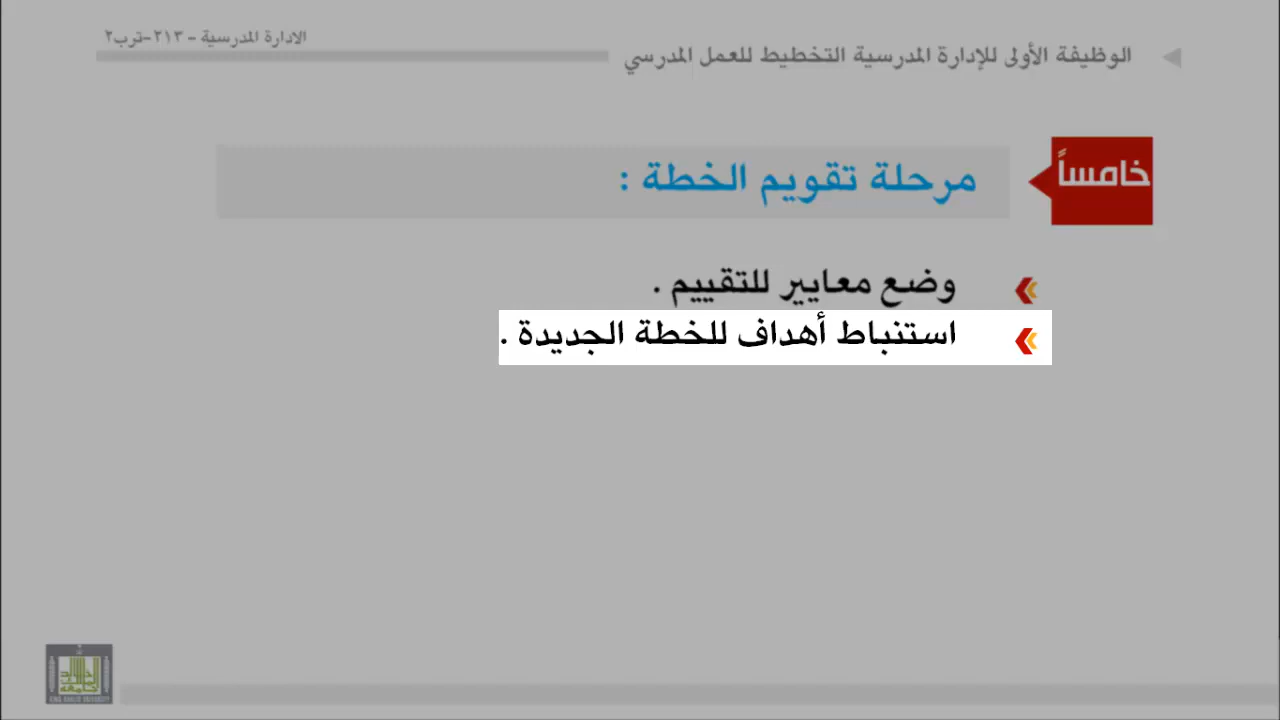 الادارة المدرسية - ٢١٣-ترب٢
الوظيفة الأولى للإدارة المدرسية التخطيط للعمل المدرسي
خامساً
مرحلة تقويم الخطة :
وضع معايير للتقييم .
استنباط أهداف للخطة الجديدة .